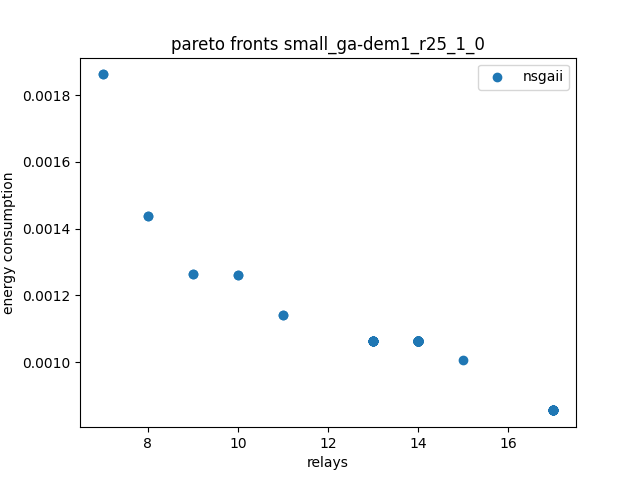 pareto fronts small_ga-dem1_r25_1_0
nsgaii
energy consumption
0.0018
0.0016
0.0014
0.0012
0.0010
8 10 12 14 16
relays